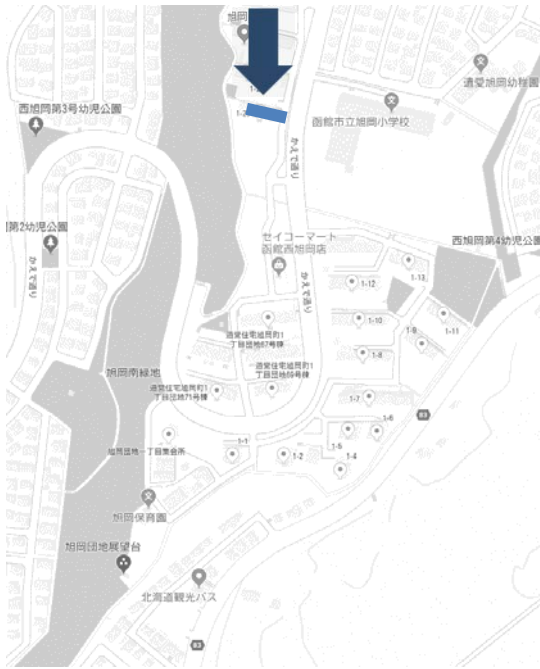 旭岡
遺愛旭岡幼稚園
函館市立旭岡小学校
西旭岡第3号幼児公園
1-2
かえで通り
第2幼児公園
セイコーマート
函館西旭岡店
西旭岡第4幼児公園
かえで通り
かえで通り
1-13
1-12
1-11
1-10
1-9
1-8
道営住宅旭岡町1
丁目団地67号棟
旭岡南緑地
道営住宅旭岡町1
丁目団地69号棟
道営住宅旭岡町1
丁目団地71号棟
1-7
1-6
83
1-1
旭岡団地一丁目集会所
1-5
1-2
1-4
旭岡保育園
旭岡団地展望台
北海道観光バス
83